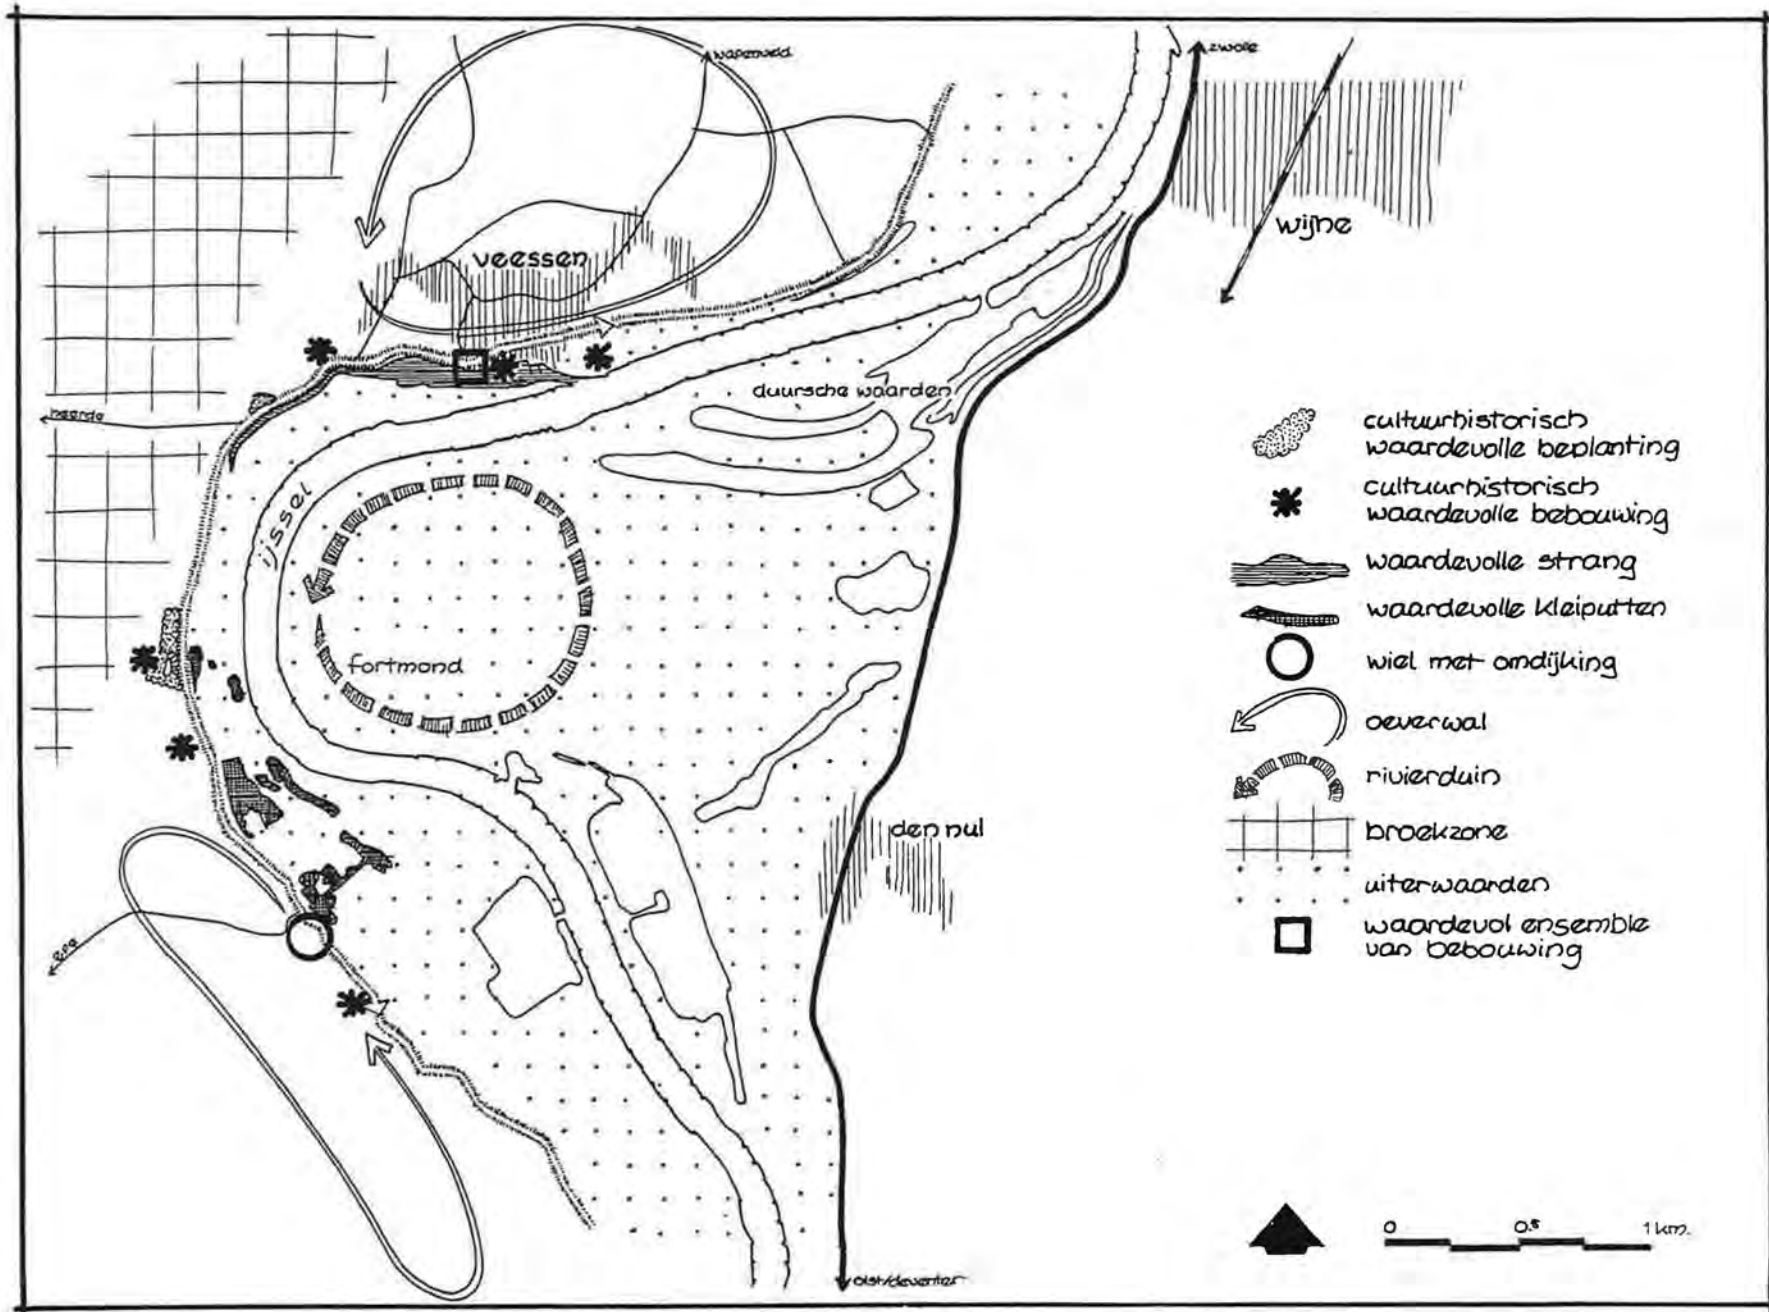 wapenveld
zwolle
wijhe
veessen
heerde
duursche waarden
ijssel
fortmond
den nul
epe
olst/deventer
cultuurhistorisch
waardevolle beplanting
cultuurhistorisch
waardevolle bebouwing
waardevolle strang
waardevolle kleiputten
wiel met omdijking
oeverwal
rivierduin
broekzone
uiterwaarden
waardevol ensemble
van bebouwing
0 0.5 1 km.